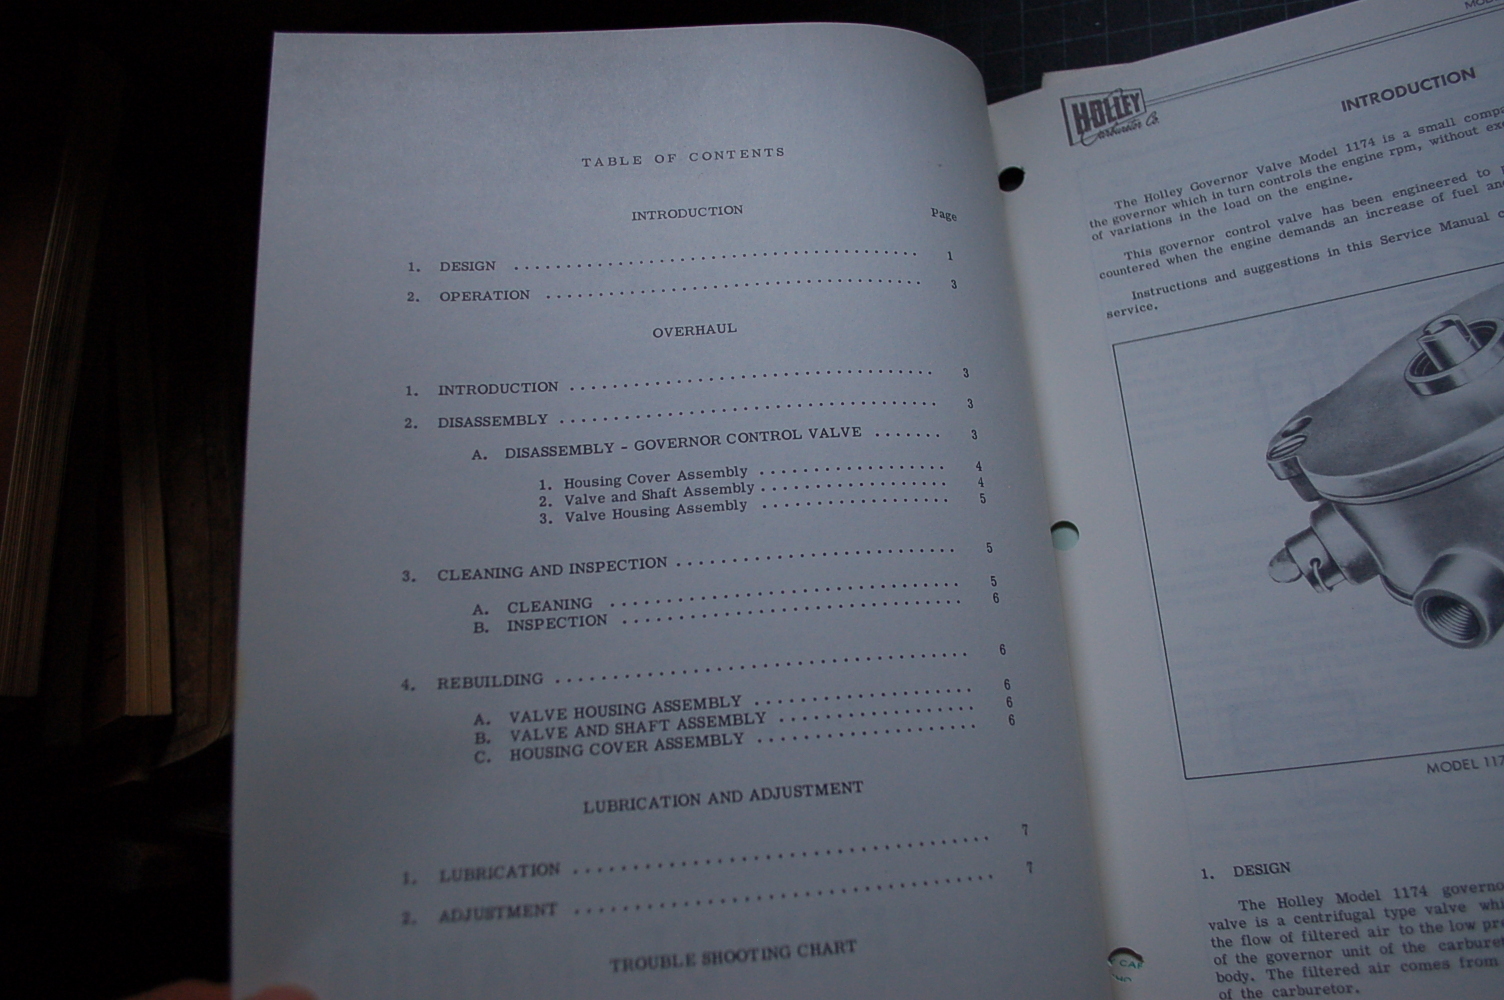 TABLE OF CONTENTS
INTRODUCTION
Page
1. DESIGN ........................................ 1
2. OPERATION ..................................... 3
OVERHAUL
1. INTRODUCTION .................................. 3
2. DISASSEMBLY ................................... 3
A. DISASSEMBLY - GOVERNOR CONTROL VALVE ....... 3
1. Housing Cover Assembly .................. 4
2. Valve and Shaft Assembly .................. 4
3. Valve Housing Assembly .................. 5
3. CLEANING AND INSPECTION .......................... 5
A. CLEANING ................................ 5
B. INSPECTION ............................... 6
4. REBUILDING ..................................... 6
A. VALVE HOUSING ASSEMBLY .................... 6
B. VALVE AND SHAFT ASSEMBLY .................. 6
C. HOUSING COVER ASSEMBLY .................... 6
LUBRICATION AND ADJUSTMENT
1. LUBRICATION ..................................... 7
2. ADJUSTMENT ..................................... 7
TROUBLE SHOOTING CHART
HOLLEY
Carburetor Co.
INTRODUCTION
The Holley Governor Valve Model 1174 is a small
the governor which in turn controls the engine rpm, without
of variations in the load on the engine.
This governor control valve has been engineered to
countered when the engine demands an increase of fuel
Instructions and suggestions in this Service Manual
service.
MODEL 117
1. DESIGN
The Holley Model 1174
valve is a centrifugal type valve
the flow of filtered air to the low
of the governor unit of the
body. The filtered air comes from
of the carburetor.